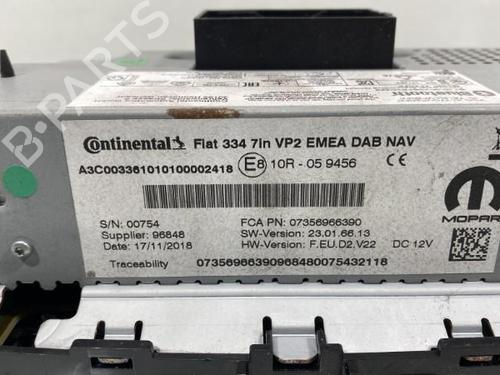 Continental Fiat 334 7in VP2 EMEA DAB NAV
A3C003361010100002418 E8 10R - 05 9456 CE
MOPAR
S/N: 00754 FCA PN: 07356966390
Supplier: 96848 SW-Version: 23.01.66.13
Date: 17/11/2018 HW-Version: F.EU.D2.V22 DC 12V
Traceability 07356966390968480075432118